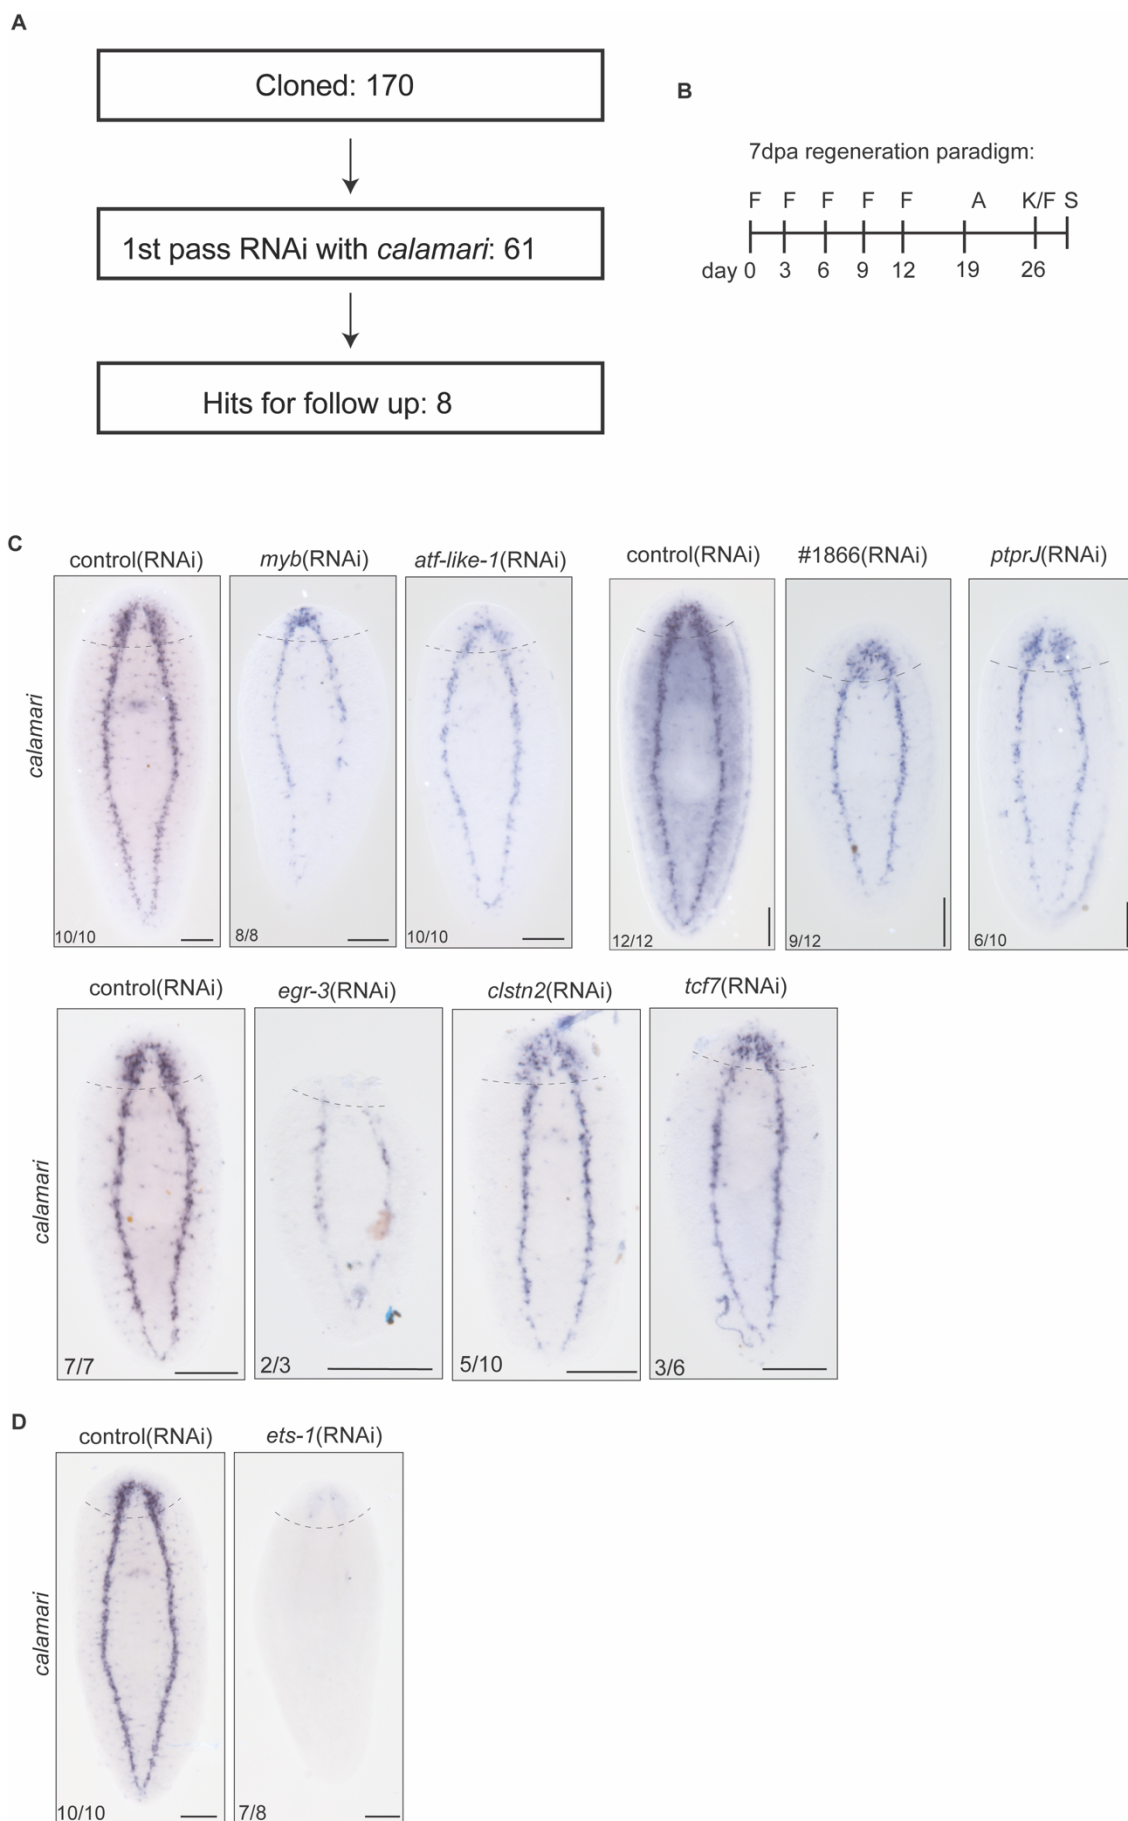 A
Cloned: 170
1st pass RNAi with calamari: 61
Hits for follow up: 8
B
7dpa regeneration paradigm:
F F F F F A K/F S
day 0 3 6 9 12 19 26
C
control(RNAi) myb(RNAi) atf-like-1(RNAi) control(RNAi) #1866(RNAi) ptprJ(RNAi)
calamari
10/10 8/8 10/10 12/12 9/12 6/10
control(RNAi) egr-3(RNAi) clstn2(RNAi) tcf7(RNAi)
calamari
7/7 2/3 5/10 3/6
D
control(RNAi) ets-1(RNAi)
calamari
10/10 7/8